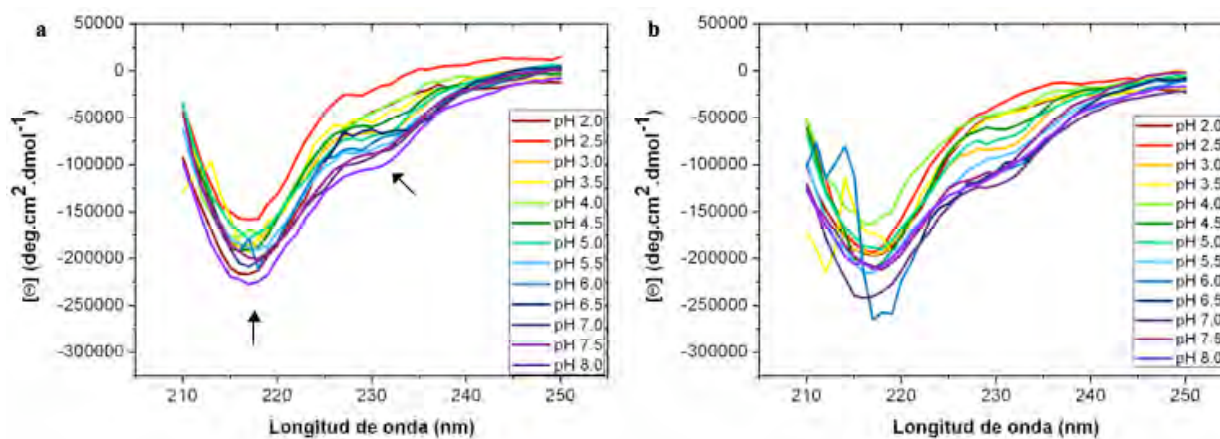 a
b
50000
0
-50000
-100000
-150000
-200000
-250000
-300000
[Θ] (deg.cm².dmol⁻¹)
210
220
230
240
250
Longitud de onda (nm)
pH 2.0
pH 2.5
pH 3.0
pH 3.5
pH 4.0
pH 4.5
pH 5.0
pH 5.5
pH 6.0
pH 6.5
pH 7.0
pH 7.5
pH 8.0
50000
0
-50000
-100000
-150000
-200000
-250000
-300000
[Θ] (deg.cm².dmol⁻¹)
210
220
230
240
250
Longitud de onda (nm)
pH 2.0
pH 2.5
pH 3.0
pH 3.5
pH 4.0
pH 4.5
pH 5.0
pH 5.5
pH 6.0
pH 6.5
pH 7.0
pH 7.5
pH 8.0